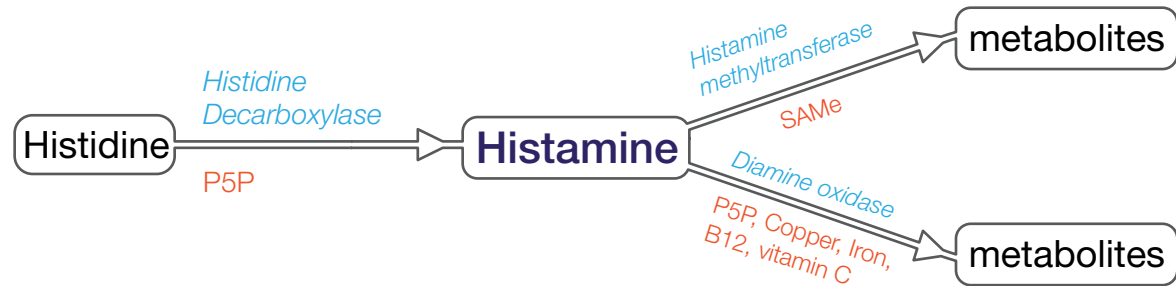 Histidine
Histidine
Decarboxylase
P5P
Histamine
Histamine
methyltransferase
SAMe
metabolites
Diamine oxidase
P5P, Copper, Iron,
B12, vitamin C
metabolites